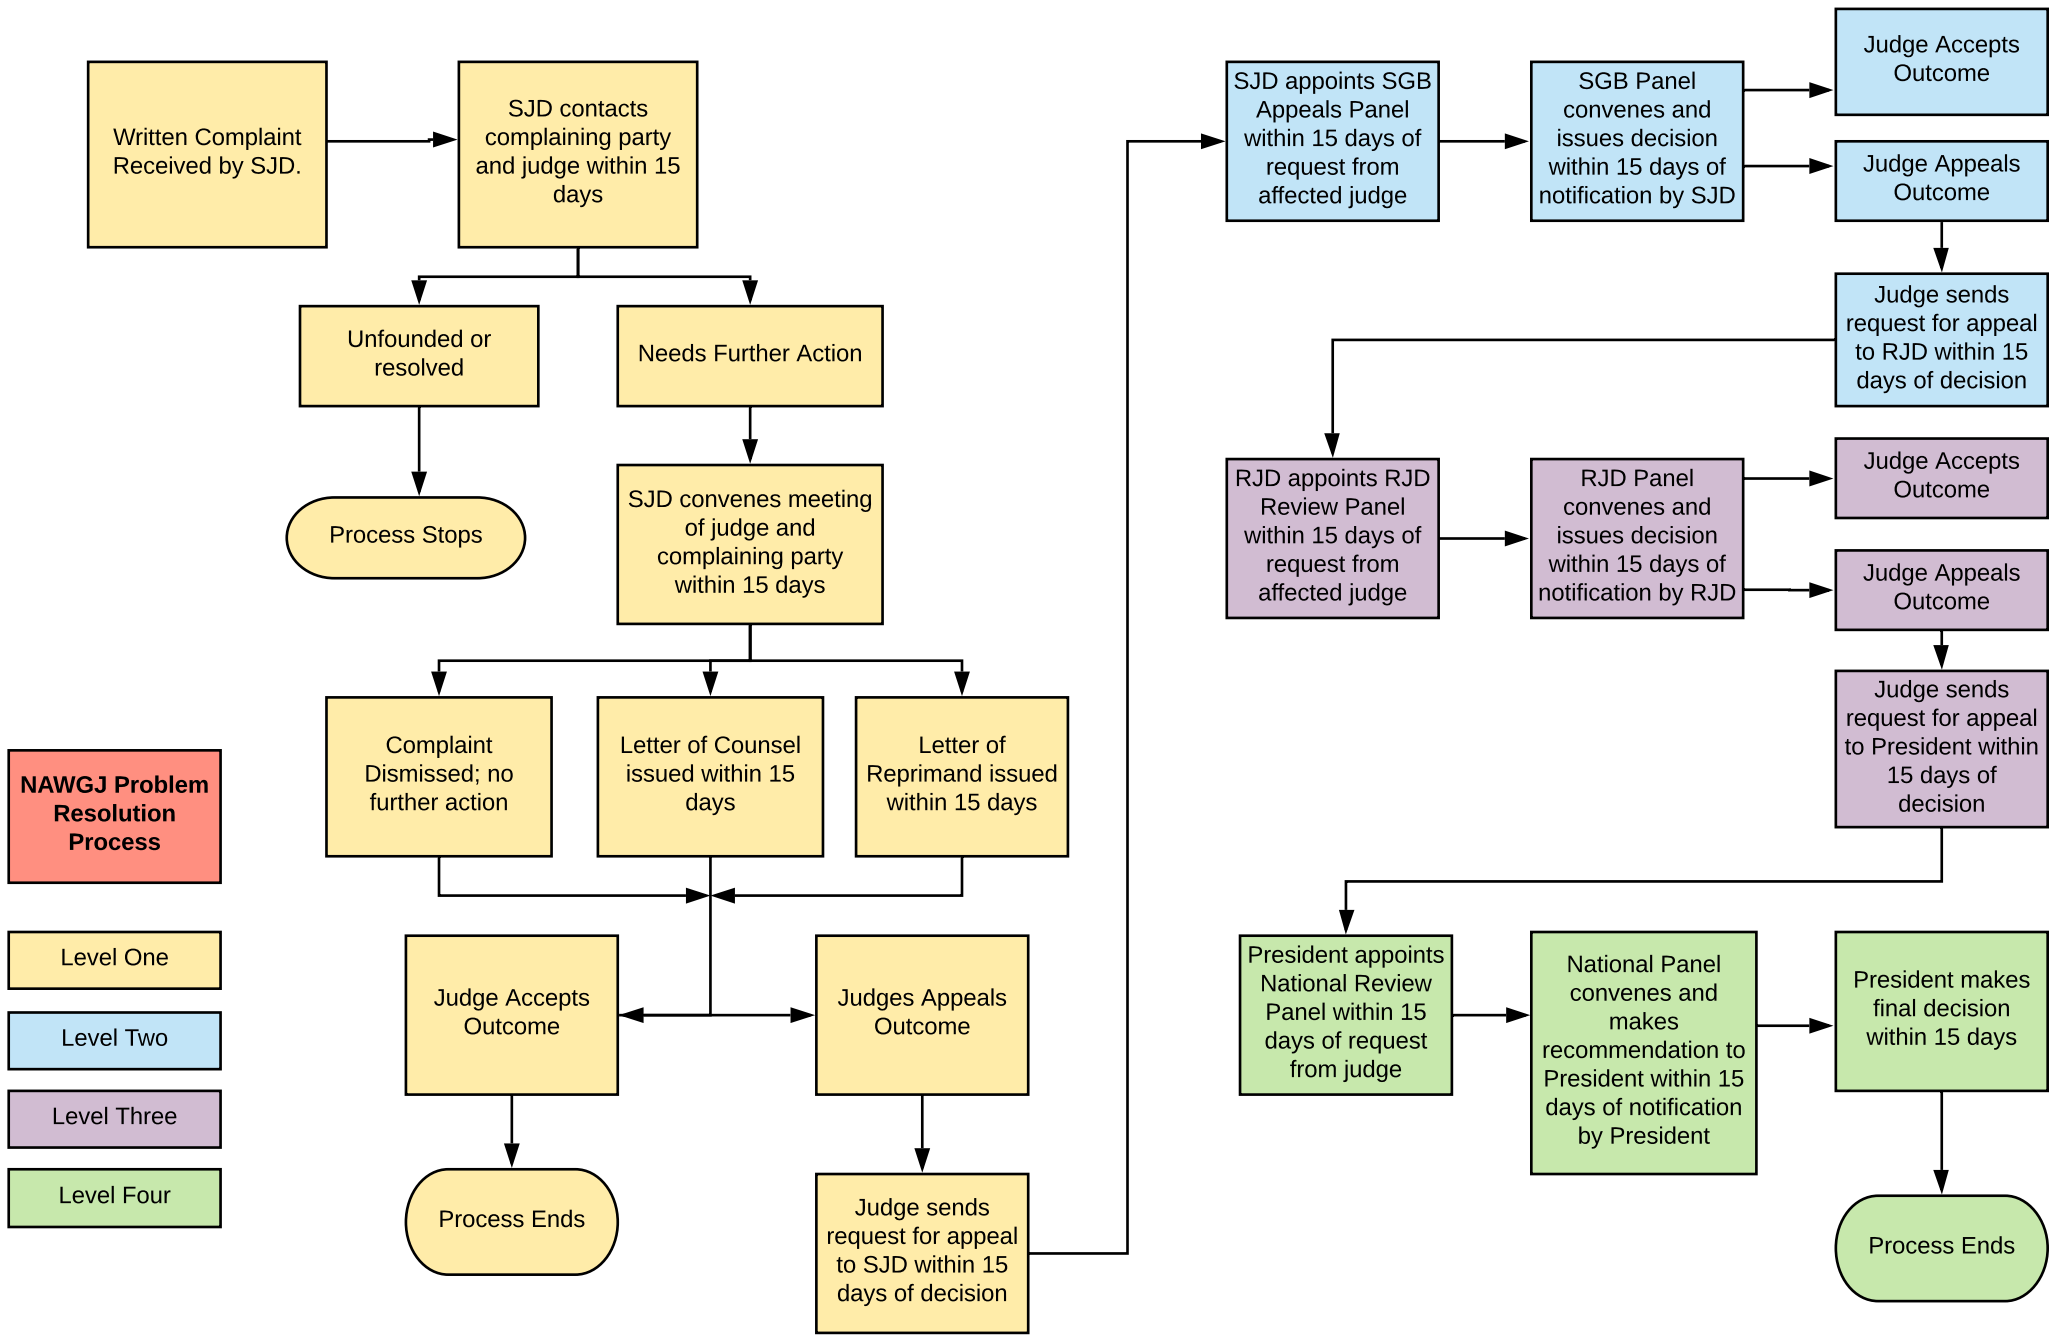 Written Complaint
Received by SJD.
SJD contacts
complaining party
and judge within 15
days
Unfounded or
resolved
Needs Further Action
Process Stops
SJD convenes meeting
of judge and
complaining party
within 15 days
Complaint
Dismissed; no
further action
Letter of Counsel
issued within 15
days
Letter of
Reprimand issued
within 15 days
Judge Accepts
Outcome
Judges Appeals
Outcome
Process Ends
Judge sends
request for appeal
to SJD within 15
days of decision
NAWGJ Problem
Resolution
Process
Level One
Level Two
Level Three
Level Four
SJD appoints SGB
Appeals Panel
within 15 days of
request from
affected judge
SGB Panel
convenes and
issues decision
within 15 days of
notification by SJD
Judge Accepts
Outcome
Judge Appeals
Outcome
Judge sends
request for appeal
to RJD within 15
days of decision
RJD appoints RJD
Review Panel
within 15 days of
request from
affected judge
RJD Panel
convenes and
issues decision
within 15 days of
notification by RJD
Judge Accepts
Outcome
Judge Appeals
Outcome
Judge sends
request for appeal
to President within
15 days of
decision
President appoints
National Review
Panel within 15
days of request
from judge
National Panel
convenes and
makes
recommendation to
President within 15
days of notification
by President
President makes
final decision
within 15 days
Process Ends